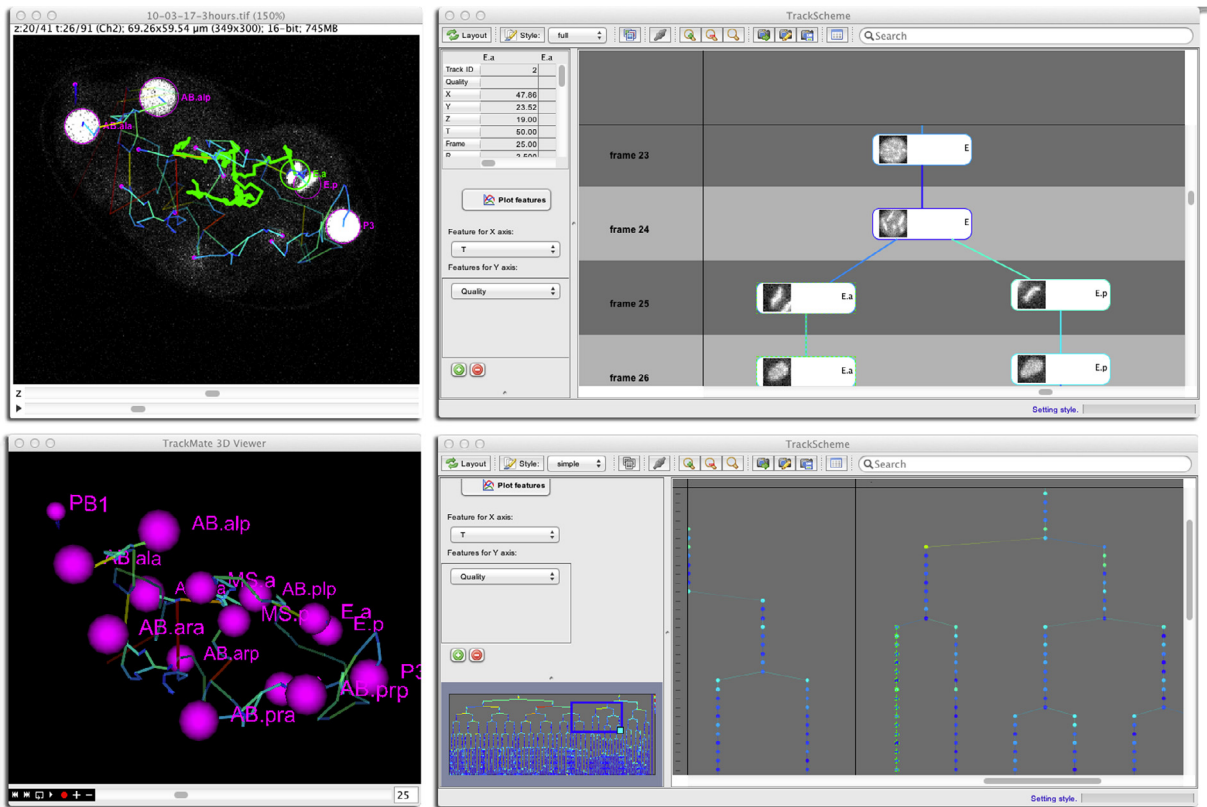 10-03-17-3hours.tif (150%)
z:20/41 t:26/91 (Ch2); 69.26x59.54 µm (349x300); 16-bit; 745MB
AB.alp
AB.ala
E.a
E.p
P3
Z
TrackScheme
Layout Style: full Search
E.a E.a
Track ID 2
Quality
X 47.86
Y 23.52
Z 19.00
T 50.00
Frame 25.00
R 2.500
Plot features
Feature for X axis:
T
Features for Y axis:
Quality
frame 23 E
frame 24 E
frame 25 E.a E.p
frame 26 E.a E.p
Setting style.
TrackMate 3D Viewer
PB1
AB.alp
AB.ala
MS.a
AB.plp
MS.p
E.a
E.p
AB.ara
AB.arp
P3
AB.prp
AB.pra
25
TrackScheme
Layout Style: simple Search
Plot features
Feature for X axis:
T
Features for Y axis:
Quality
Setting style.